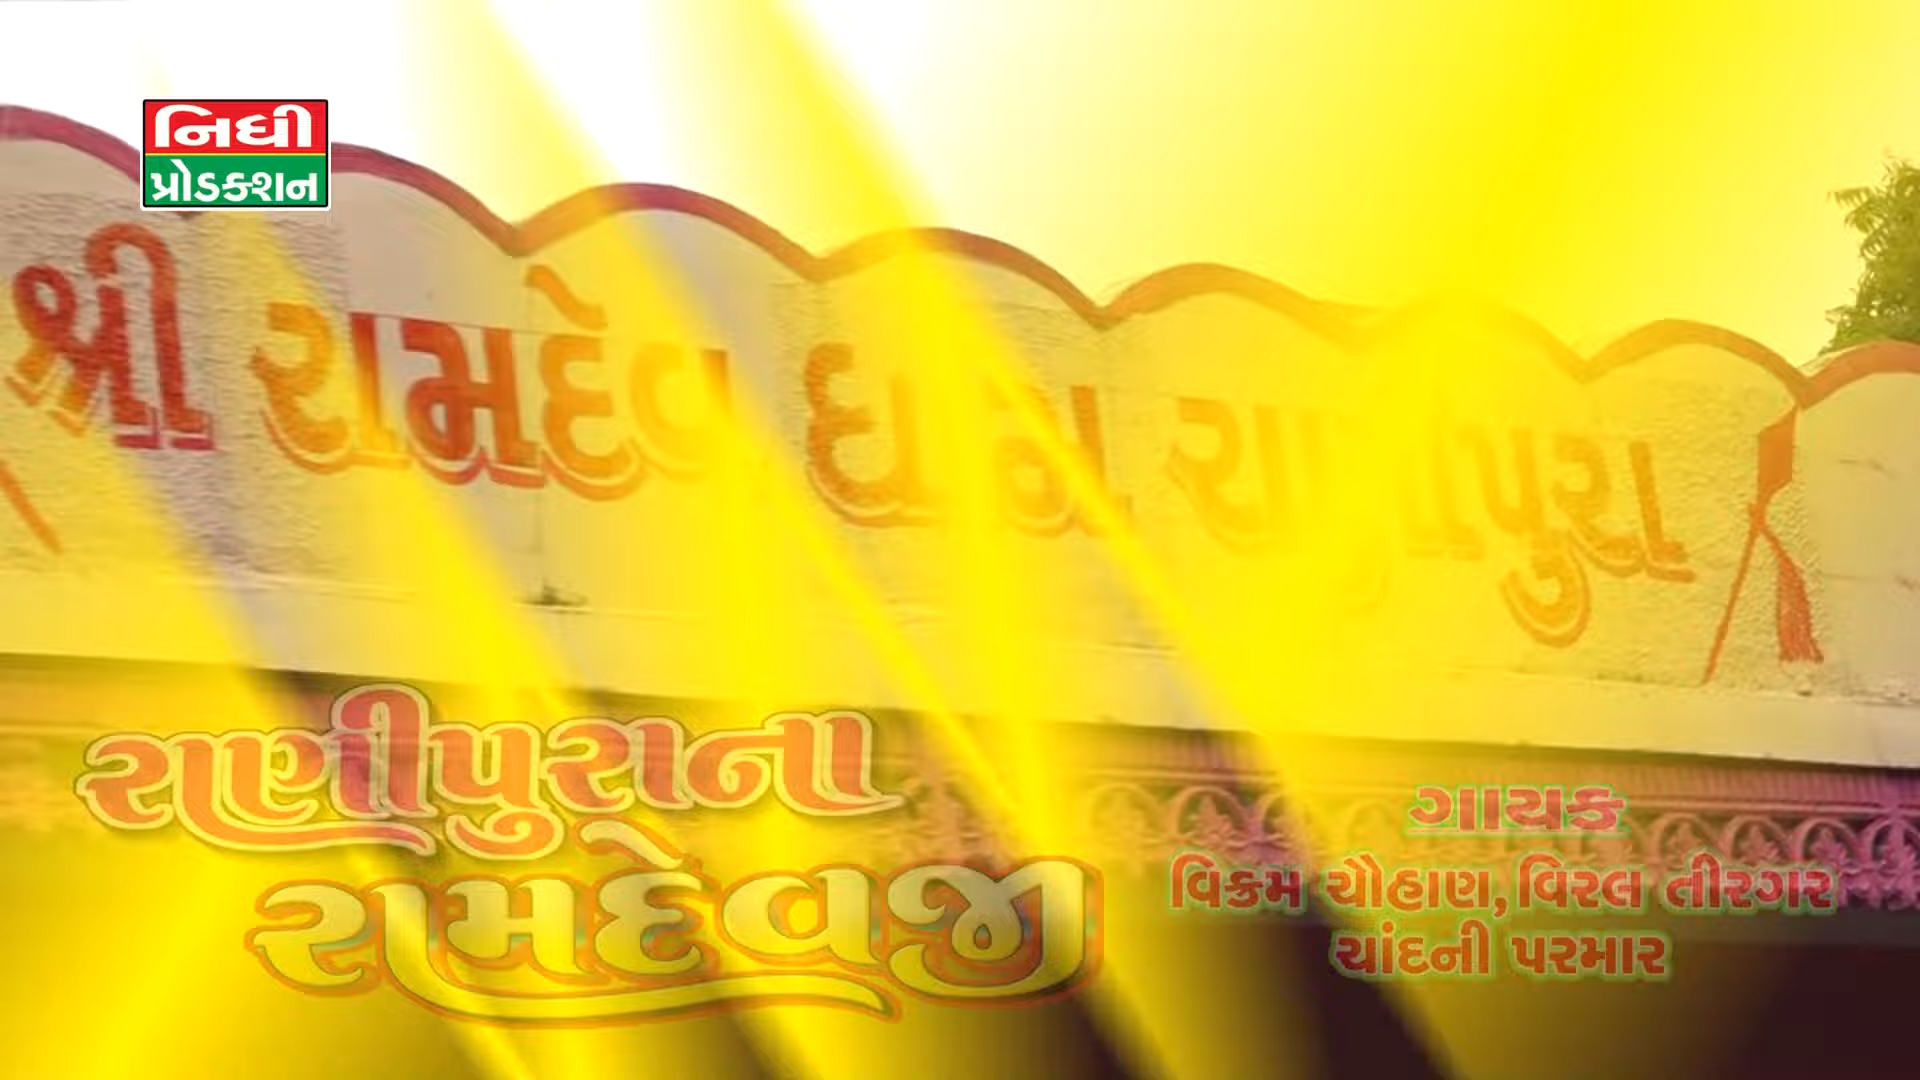 નિધી
પ્રોડક્શન
શ્રી રામદેવ ધામ રાણીપુરા
રાણીપુરાના
રામદેવજી
ગાયક
વિક્રમ ચૌહાણ, વિરલ તીરગર
ચાંદની પરમાર